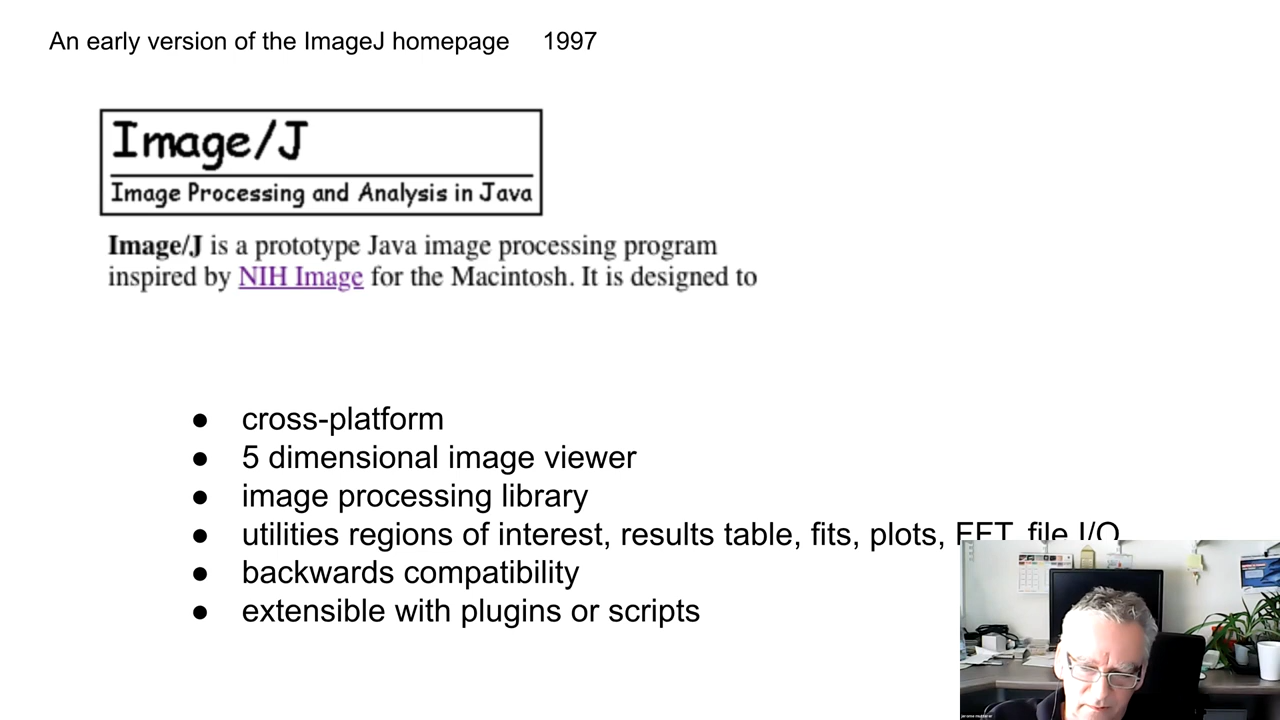 An early version of the ImageJ homepage 1997
Image/J
Image Processing and Analysis in Java
Image/J is a prototype Java image processing program
inspired by NIH Image for the Macintosh. It is designed to
● cross-platform
● 5 dimensional image viewer
● image processing library
● utilities regions of interest, results table, fits, plots, FFT, file I/O
● backwards compatibility
● extensible with plugins or scripts